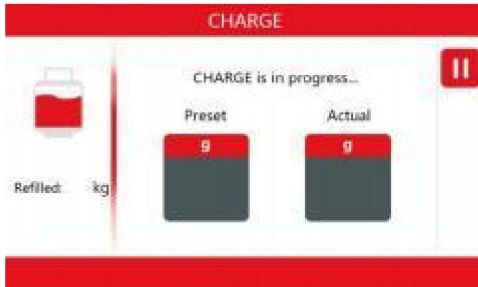 CHARGE
CHARGE is in progress...
Preset
Actual
g
g
Refilled: kg